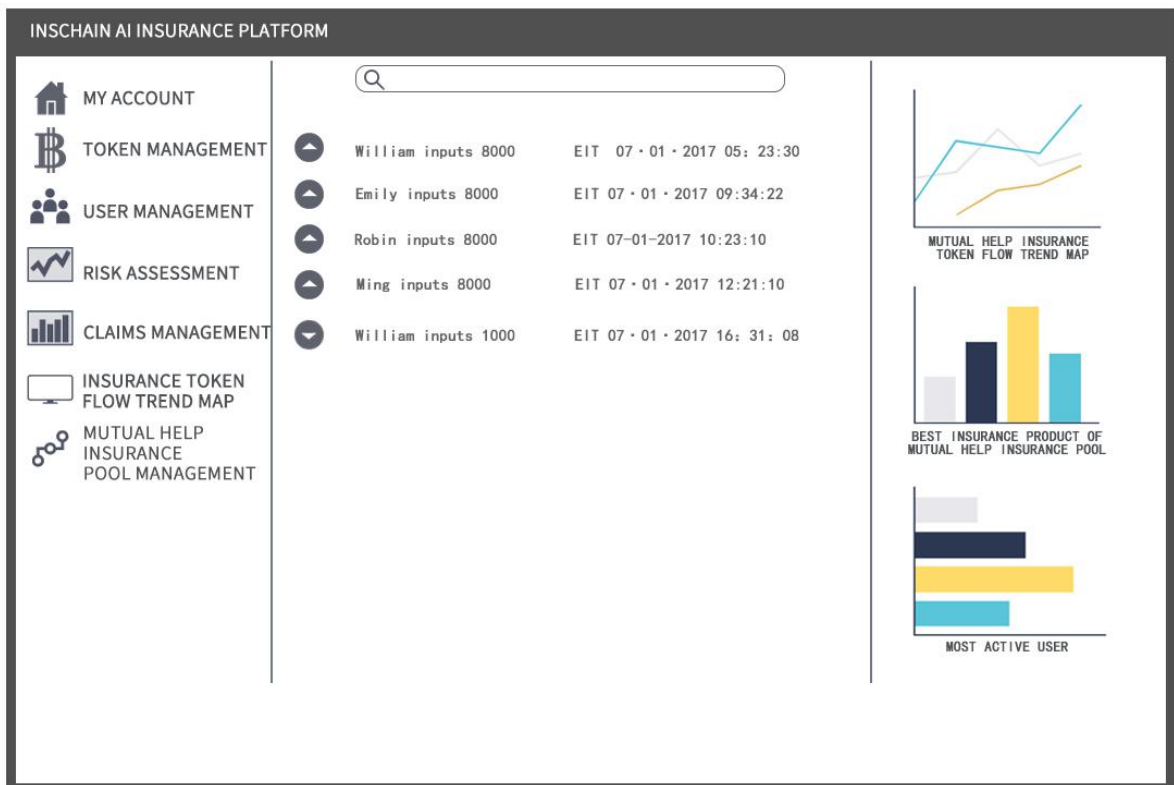 INSCHAIN AI INSURANCE PLATFORM
MY ACCOUNT
TOKEN MANAGEMENT
USER MANAGEMENT
RISK ASSESSMENT
CLAIMS MANAGEMENT
INSURANCE TOKEN
FLOW TREND MAP
MUTUAL HELP
INSURANCE
POOL MANAGEMENT
William inputs 8000 EIT 07·01·2017 05：23:30
Emily inputs 8000 EIT 07·01·2017 09:34:22
Robin inputs 8000 EIT 07-01-2017 10:23:10
Ming inputs 8000 EIT 07·01·2017 12:21:10
William inputs 1000 EIT 07·01·2017 16：31：08
MUTUAL HELP INSURANCE
TOKEN FLOW TREND MAP
BEST INSURANCE PRODUCT OF
MUTUAL HELP INSURANCE POOL
MOST ACTIVE USER